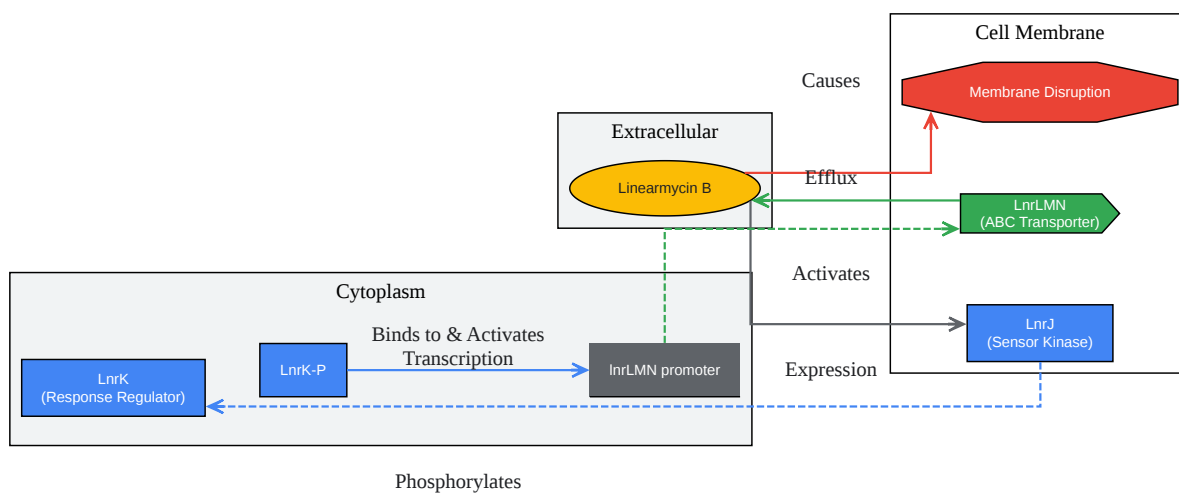 Cell Membrane
Causes
Membrane Disruption
Extracellular
Linearmycin B
Efflux
LnrLMN
(ABC Transporter)
Activates
Cytoplasm
LnrJ
(Sensor Kinase)
Binds to & Activates
Transcription
LnrK
(Response Regulator)
LnrK-P
lnrLMN promoter
Expression
Phosphorylates